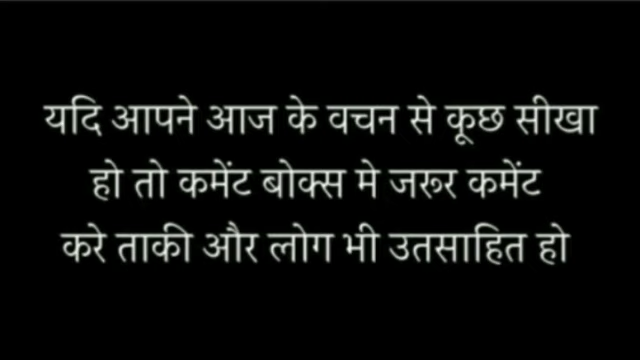 यदि आपने आज के वचन से कूछ सीखा
हो तो कमेंट बोक्स मे जरूर कमेंट
करे ताकी और लोग भी उतसाहित हो